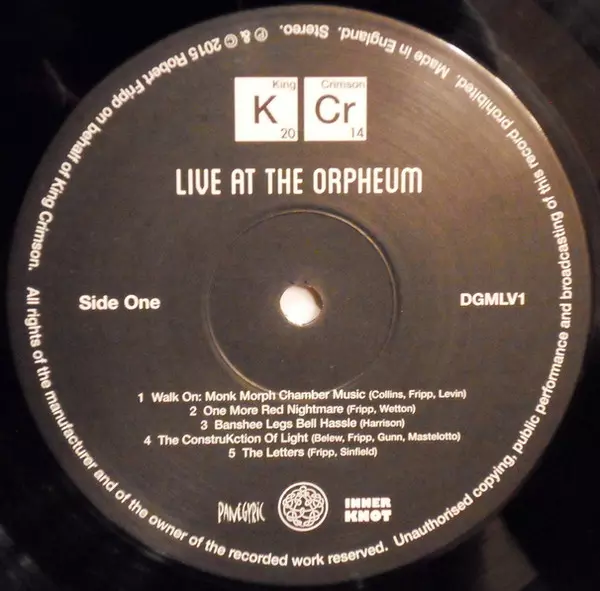 King
K
20
Crimson
Cr
14
LIVE AT THE ORPHEUM
Side One
DGMLV1
1 Walk On: Monk Morph Chamber Music (Collins, Fripp, Levin)
2 One More Red Nightmare (Fripp, Wetton)
3 Banshee Legs Bell Hassle (Harrison)
4 The ConstruKction Of Light (Belew, Fripp, Gunn, Mastelotto)
5 The Letters (Fripp, Sinfield)
PANEGYRIC
INNER
KNOT
℗ & © 2015 Robert Fripp on behalf of King Crimson. All rights of the manufacturer and of the owner of the recorded work reserved. Unauthorised copying, public performance and broadcasting of this record prohibited. Made in England. Stereo.